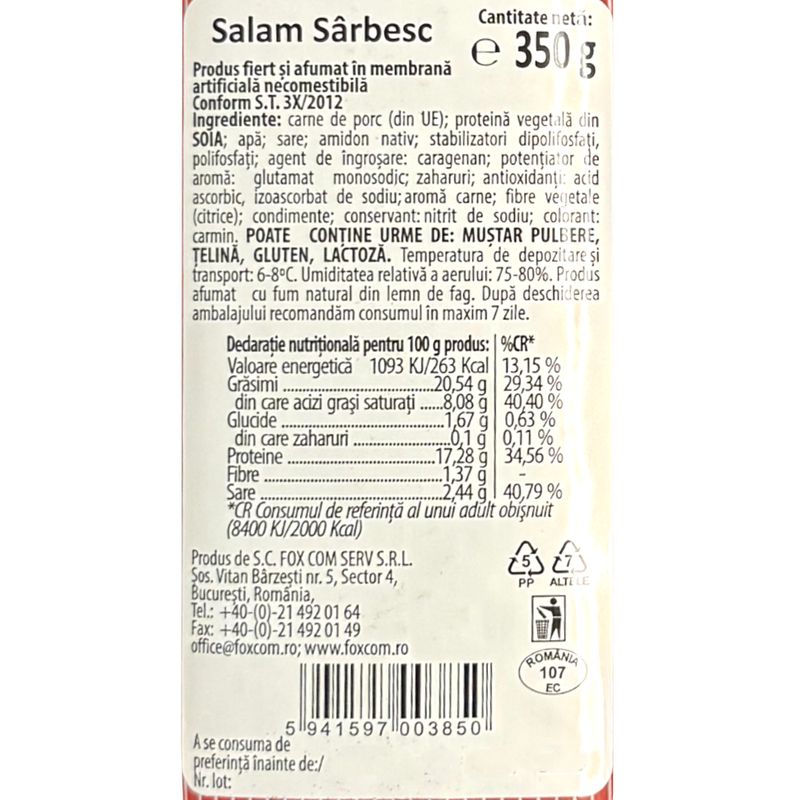 Salam Sârbesc
Cantitate netă:
℮ 350 g
Produs fiert și afumat în membrană
artificială necomestibilă
Conform S.T. 3X/2012
Ingrediente: carne de porc (din UE); proteină vegetală din
SOIA; apă; sare; amidon nativ; stabilizatori dipolifosfați,
polifosfați; agent de îngroșare: caragenan; potențiator de
aromă: glutamat monosodic; zaharuri; antioxidanți: acid
ascorbic, izoascorbat de sodiu; aromă carne; fibre vegetale
(citrice); condimente; conservant: nitrit de sodiu; colorant:
carmin. POATE CONȚINE URME DE: MUȘTAR PULBERE,
ȚELINĂ, GLUTEN, LACTOZĂ. Temperatura de depozitare și
transport: 6-8ºC. Umiditatea relativă a aerului: 75-80%. Produs
afumat cu fum natural din lemn de fag. După deschiderea
ambalajului recomandăm consumul în maxim 7 zile.
Declarație nutrițională pentru 100 g produs: %CR*
Valoare energetică 1093 KJ/263 Kcal 13,15 %
Grăsimi ....................20,54 g 29,34 %
din care acizi grași saturați ......8,08 g 40,40 %
Glucide ....................1,67 g 0,63 %
din care zaharuri ....................0,1 g 0,11 %
Proteine ....................17,28 g 34,56 %
Fibre ....................1,37 g -
Sare ....................2,44 g 40,79 %
*CR Consumul de referință al unui adult obișnuit
(8400 KJ/2000 Kcal)
Produs de S.C. FOX COM SERV S.R.L.
Șos. Vitan Bârzești nr. 5, Sector 4,
București, România,
Tel.: +40-(0)-21 492 01 64
Fax: +40-(0)-21 492 01 49
office@foxcom.ro; www.foxcom.ro
5 7
PP ALTELE
ROMÂNIA
107
EC
5 941597 003850
A se consuma de
preferință înainte de:/
Nr. lot: